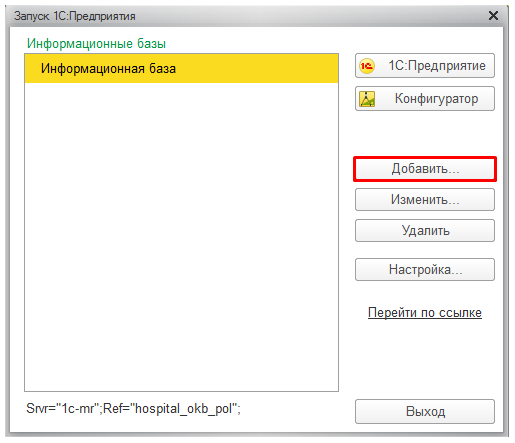 Запуск 1С:Предприятия
Информационные базы
Информационная база
1С:Предприятие
Конфигуратор
Добавить...
Изменить...
Удалить
Настройка...
Перейти по ссылке
Srvr="1c-mr";Ref="hospital_okb_pol";
Выход